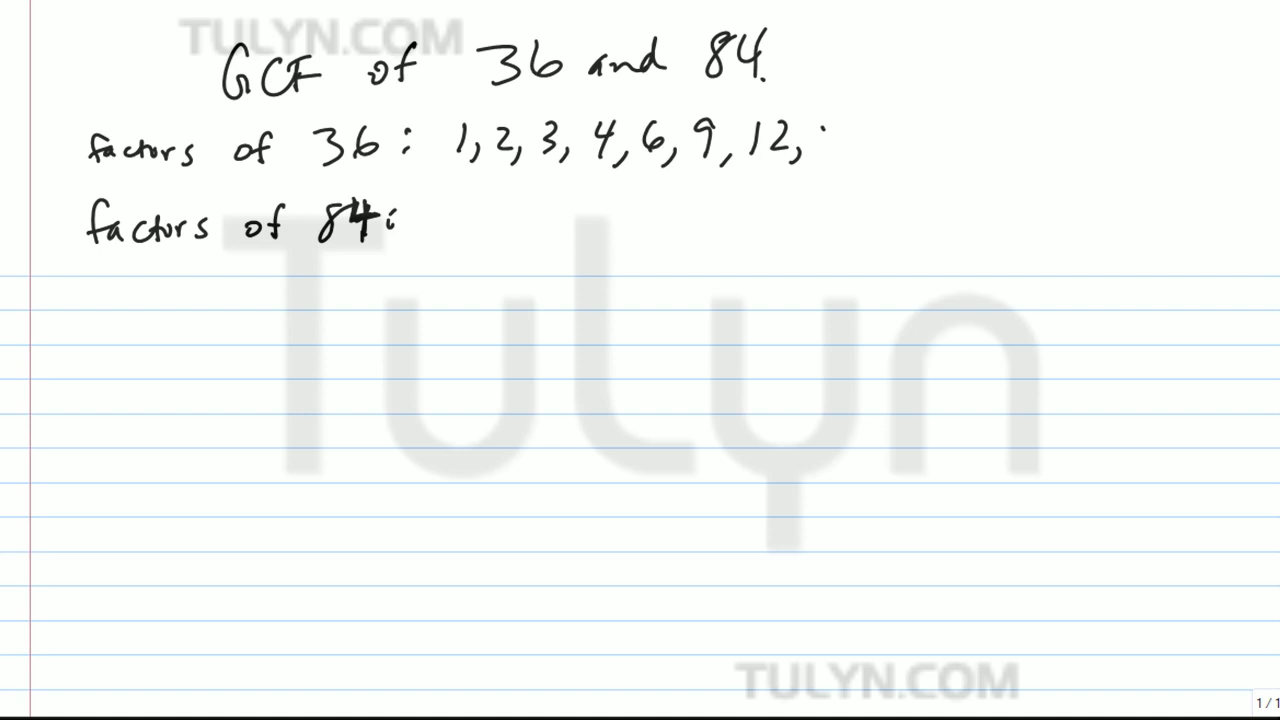 TULYN.COM
GCF of 36 and 84.
factors of 36: 1, 2, 3, 4, 6, 9, 12,
factors of 84:
Tulyn
TULYN.COM
1/1